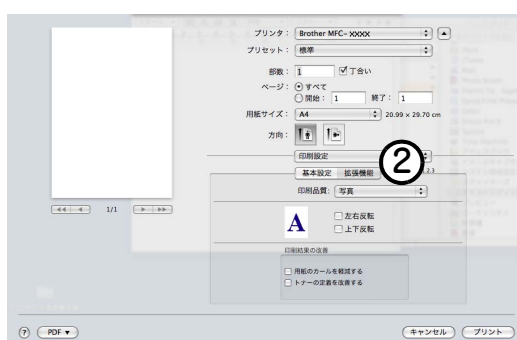 プリンタ： Brother MFC- XXXX
プリセット： 標準
部数： 1 丁合い
ページ： すべて
開始： 1 終了： 1
用紙サイズ： A4 20.99 x 29.70 cm
方向：
印刷設定
基本設定 拡張機能 2
印刷品質: 写真
1/1
A 左右反転
上下反転
印刷結果の改善
用紙のカールを軽減する
トナーの定着を改善する
? PDF キャンセル プリント